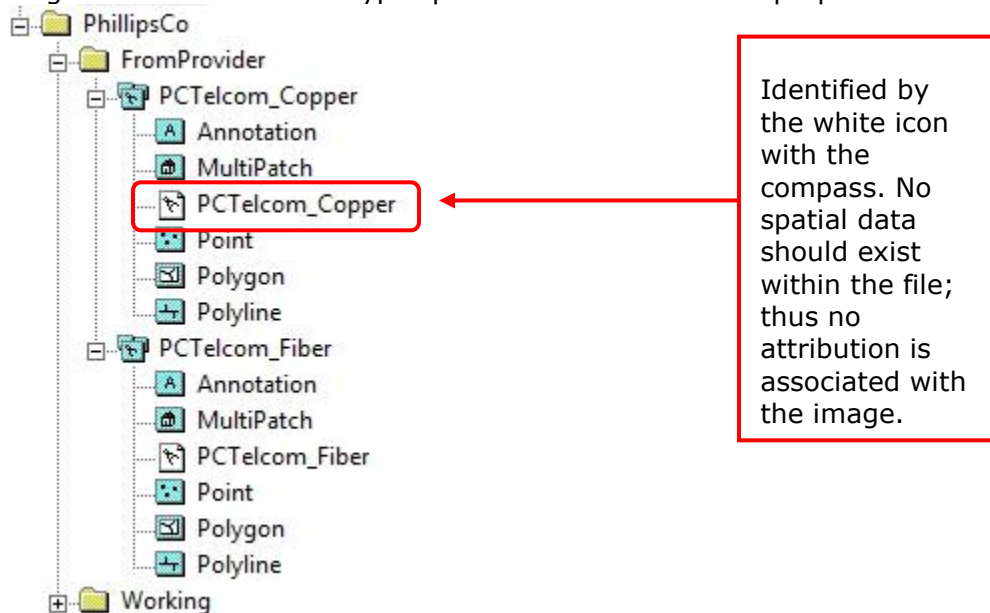 PhillipsCo
FromProvider
PCTelcom_Copper
Annotation
MultiPatch
PCTelcom_Copper
Point
Polygon
Polyline
PCTelcom_Fiber
Annotation
MultiPatch
PCTelcom_Fiber
Point
Polygon
Polyline
Working
Identified by
the white icon
with the
compass. No
spatial data
should exist
within the file;
thus no
attribution is
associated with
the image.